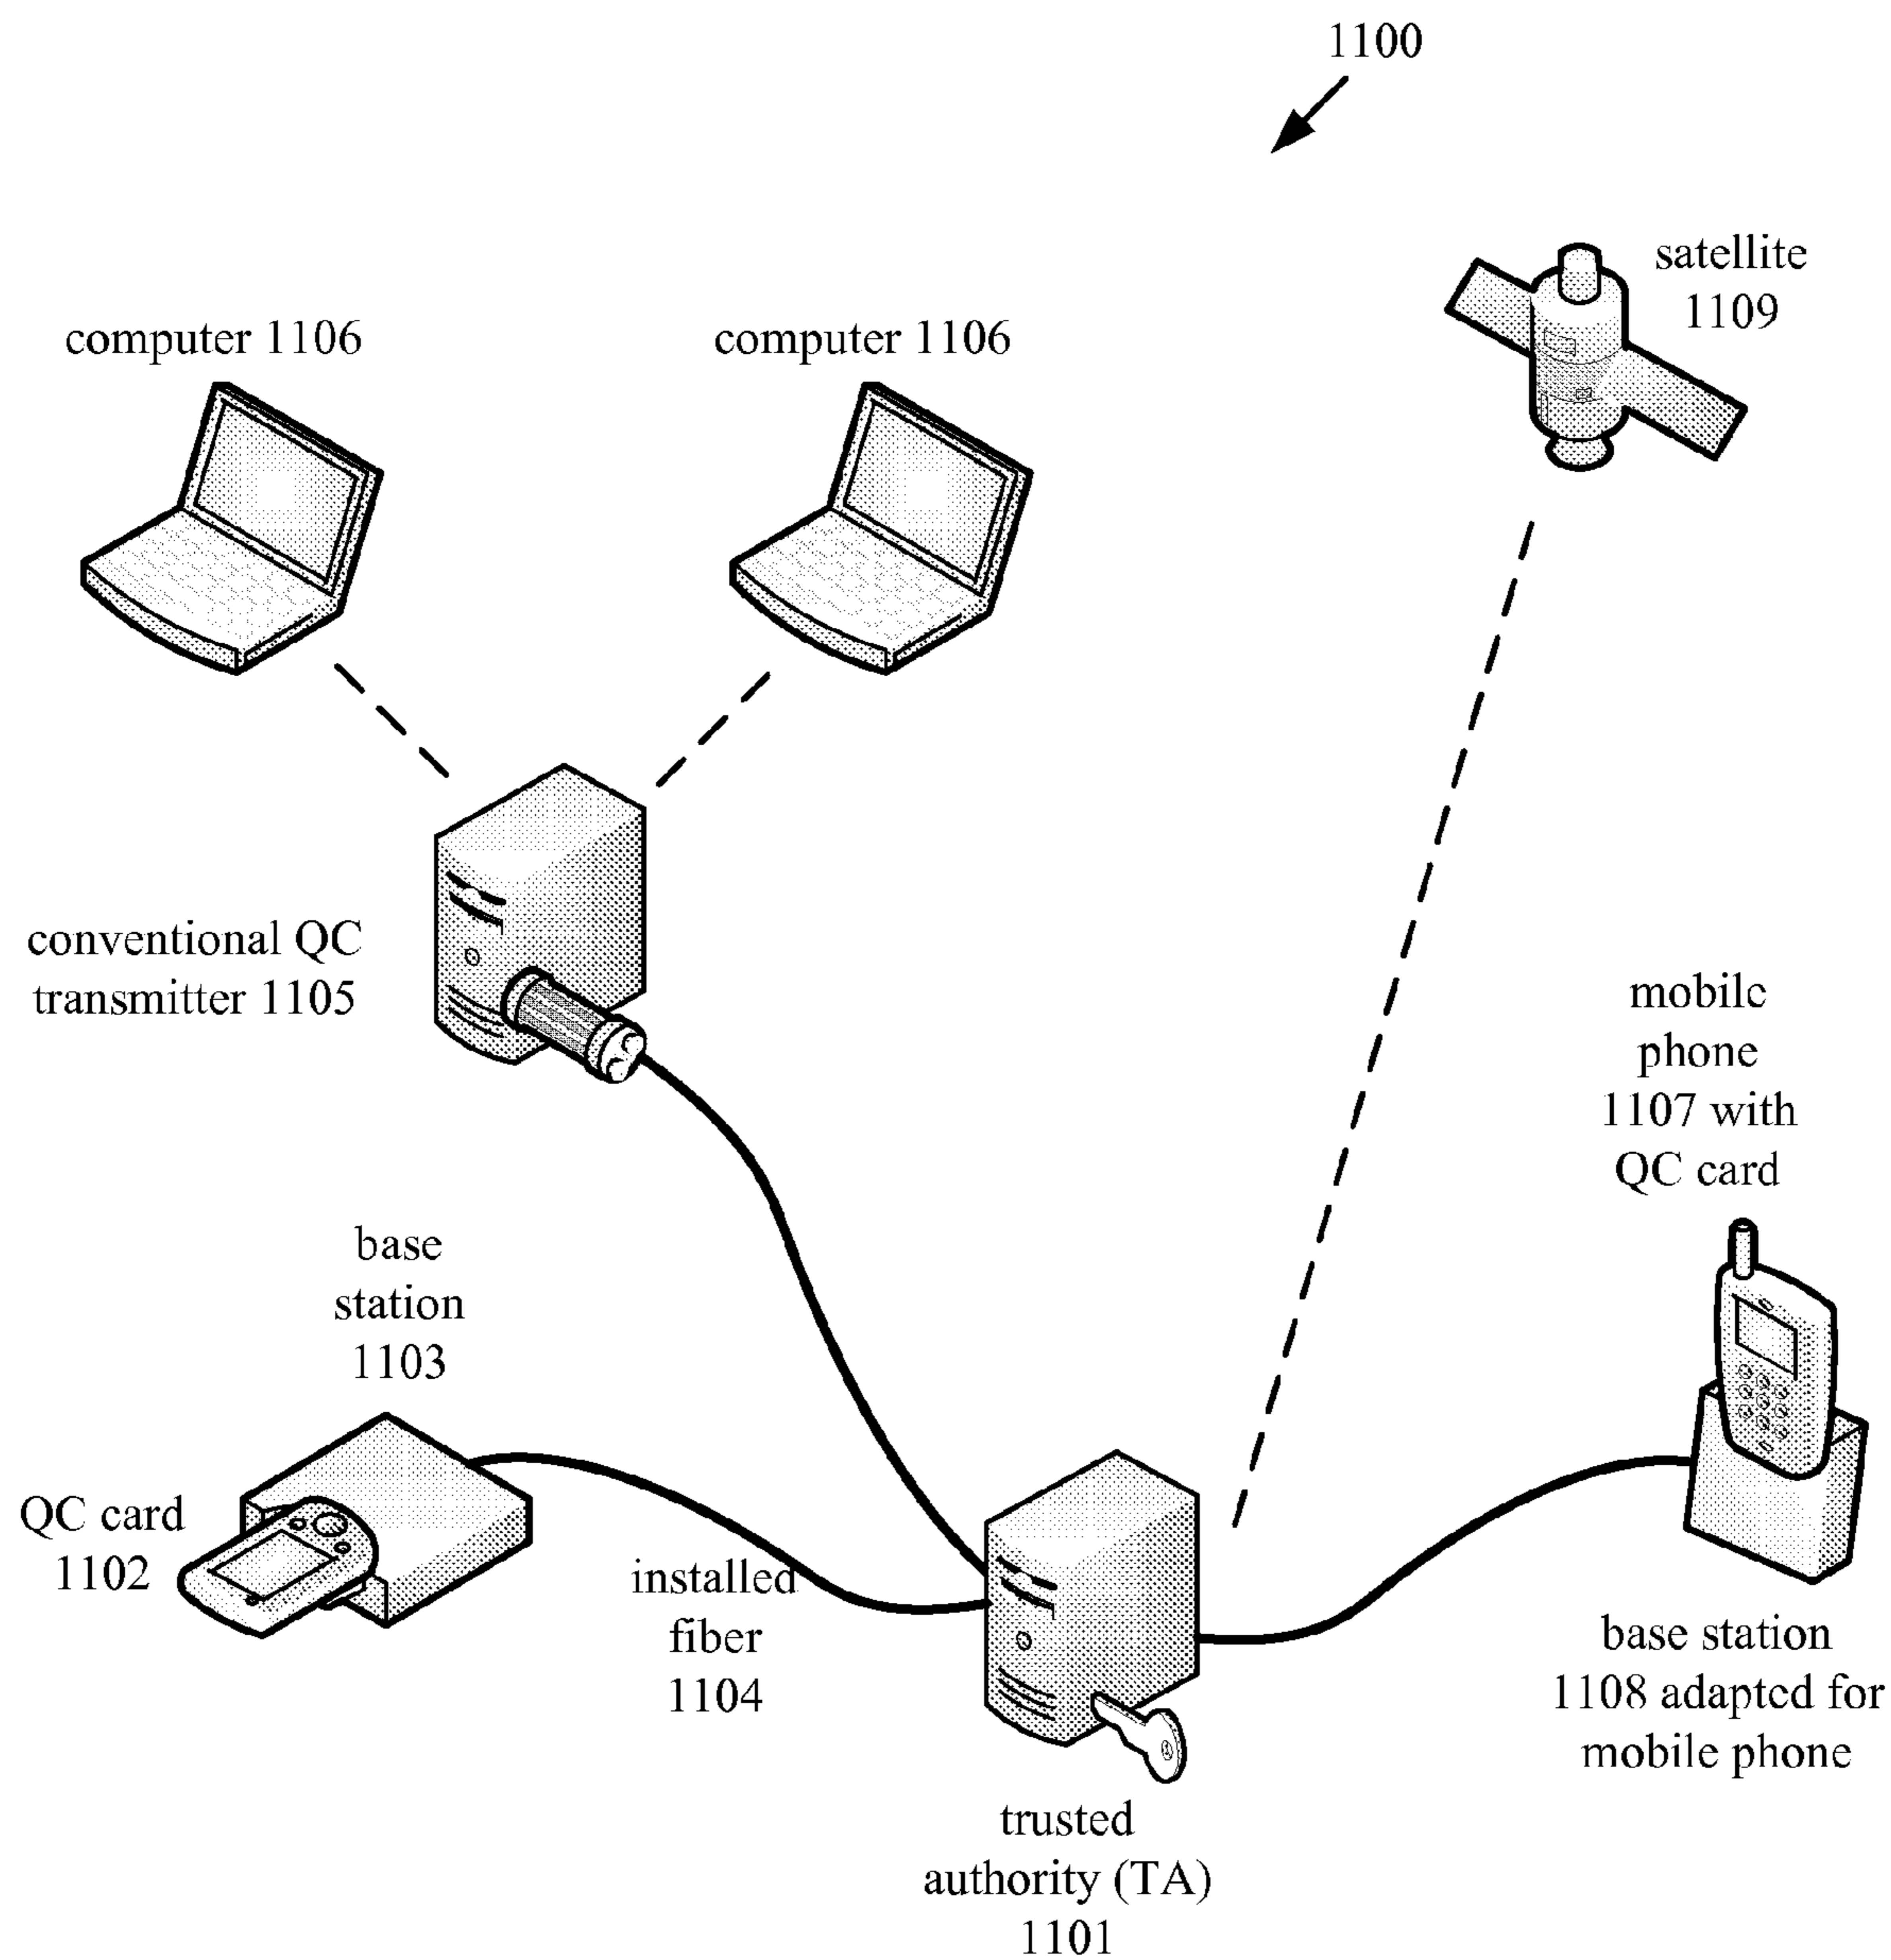 1100
satellite
1109
computer 1106
computer 1106
conventional QC
transmitter 1105
mobile
phone
1107 with
QC card
base
station
1103
QC card
1102
installed
fiber
1104
base station
1108 adapted for
mobile phone
trusted
authority (TA)
1101